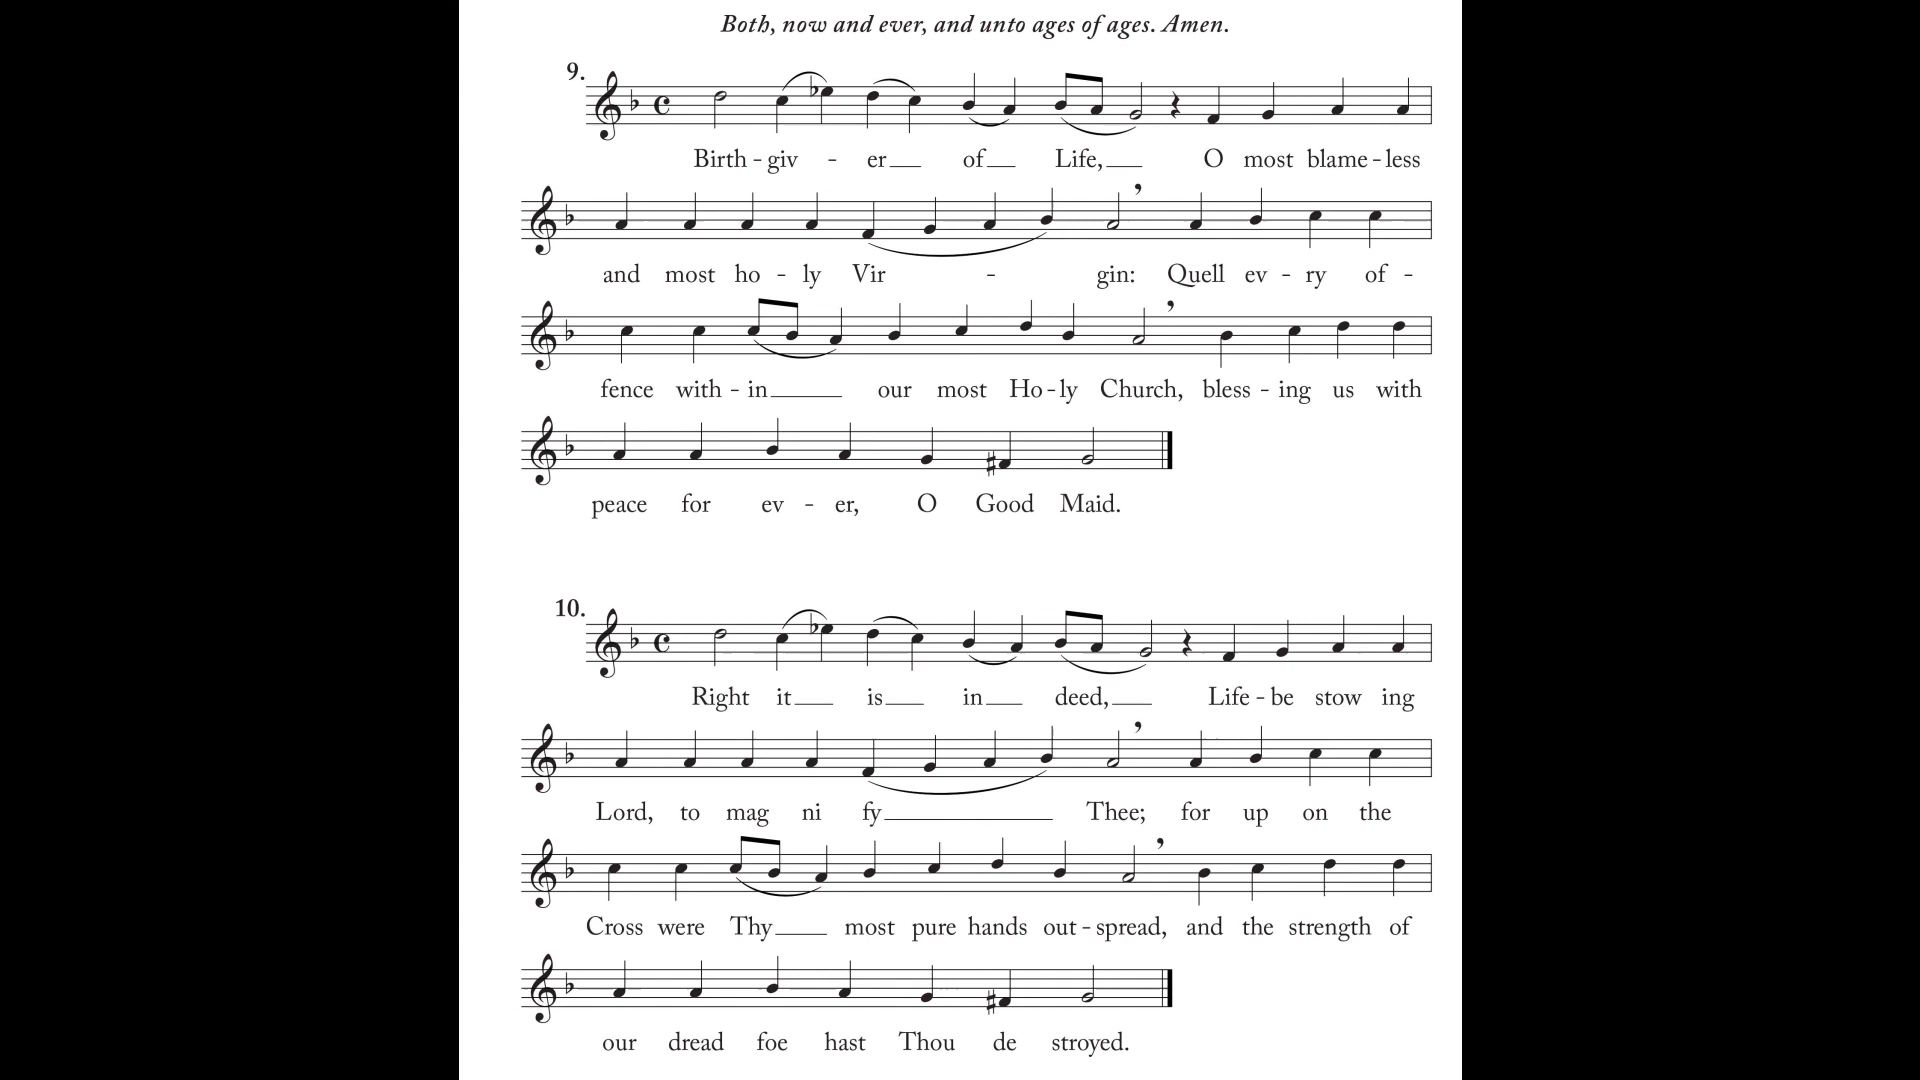 Both, now and ever, and unto ages of ages. Amen.
9.
Birth - giv - er of Life, O most blame - less
and most ho - ly Vir - gin: Quell ev - ry of -
fence with - in our most Ho - ly Church, bless - ing us with
peace for ev - er, O Good Maid.
10.
Right it is in deed, Life - be stow ing
Lord, to mag ni fy Thee; for up on the
Cross were Thy most pure hands out - spread, and the strength of
our dread foe hast Thou de stroyed.